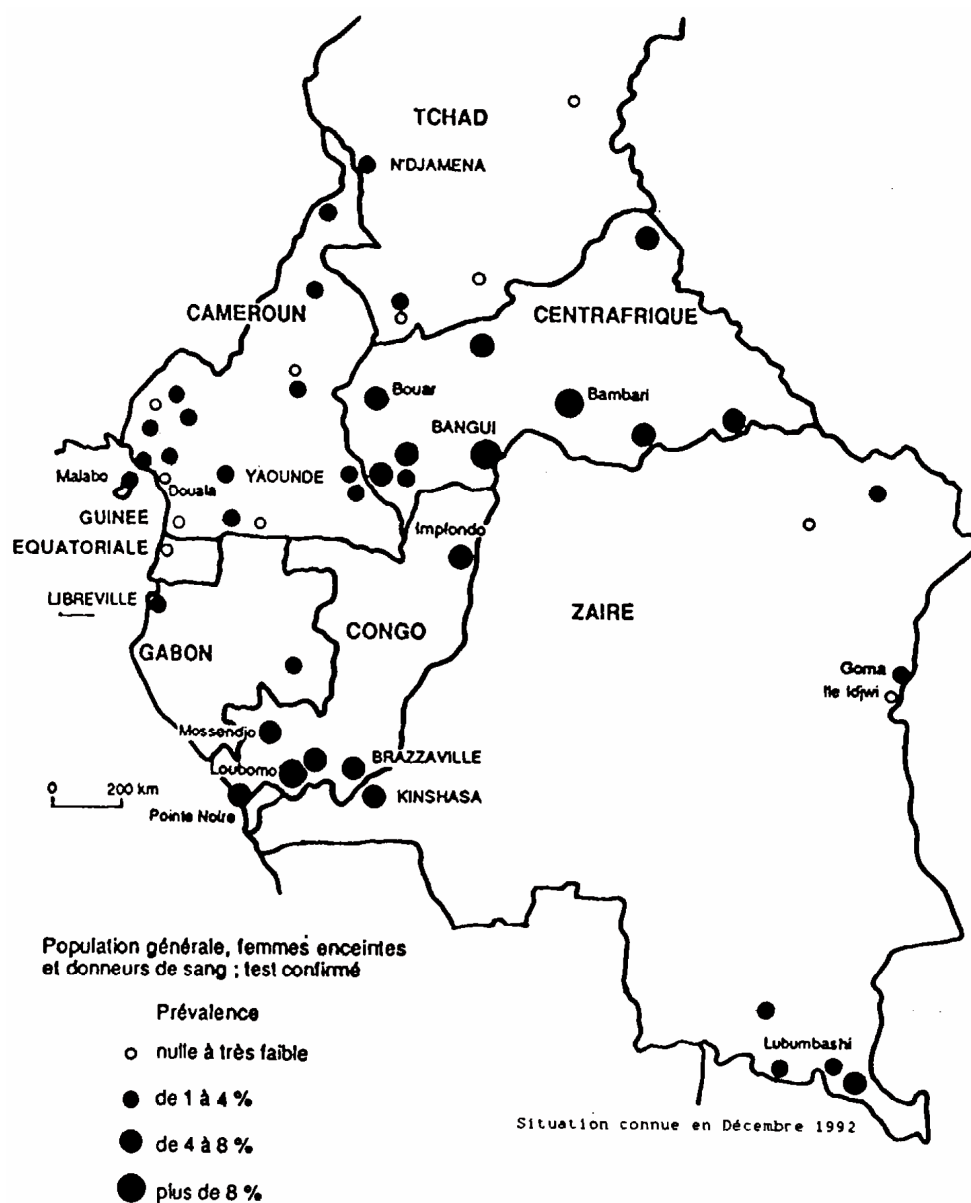 TCHAD
N'DJAMENA
CAMEROUN
CENTRAFRIQUE
Bouar
Bambari
BANGUI
Malabo
Douala
YAOUNDE
GUINEE
EQUATORIALE
Impfondo
LIBREVILLE
ZAIRE
CONGO
GABON
Goma
Ile Idjwi
Mossendjo
Loubomo
BRAZZAVILLE
0 200 km
KINSHASA
Pointe Noire
Population générale, femmes enceintes
et donneurs de sang ; test confirmé
Prévalence
nulle à très faible
de 1 à 4 %
de 4 à 8 %
plus de 8 %
Lubumbashi
Situation connue en Décembre 1992